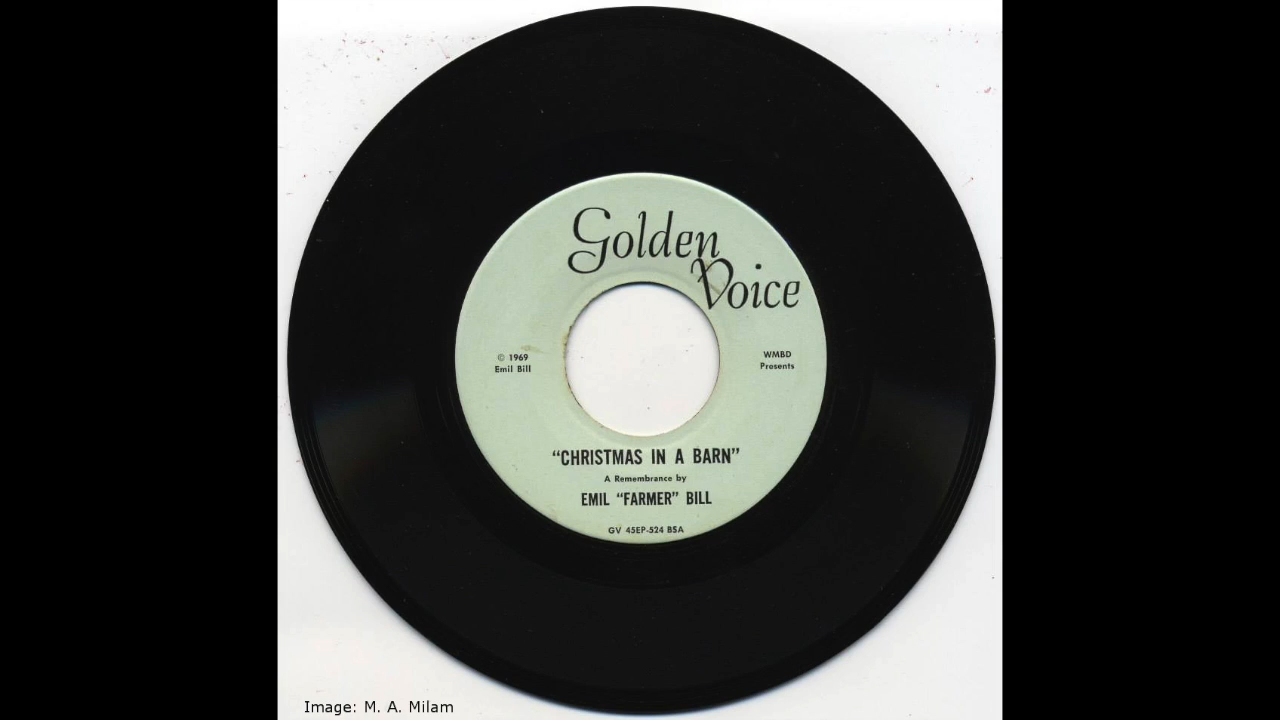 Golden
Voice
© 1969
Emil Bill
WMBD
Presents
“CHRISTMAS IN A BARN”
A Remembrance by
EMIL “FARMER” BILL
GV 45EP-524 BSA
Image: M. A. Milam